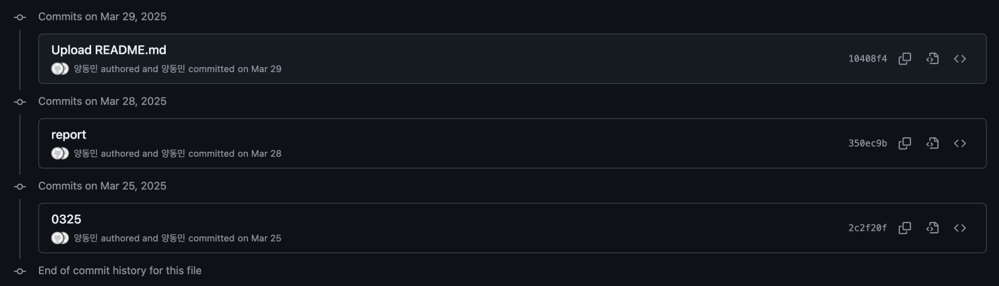 Commits on Mar 29, 2025
Upload README.md
양동민 authored and 양동민 committed on Mar 29
10408f4
Commits on Mar 28, 2025
report
양동민 authored and 양동민 committed on Mar 28
350ec9b
Commits on Mar 25, 2025
0325
양동민 authored and 양동민 committed on Mar 25
2c2f20f
End of commit history for this file